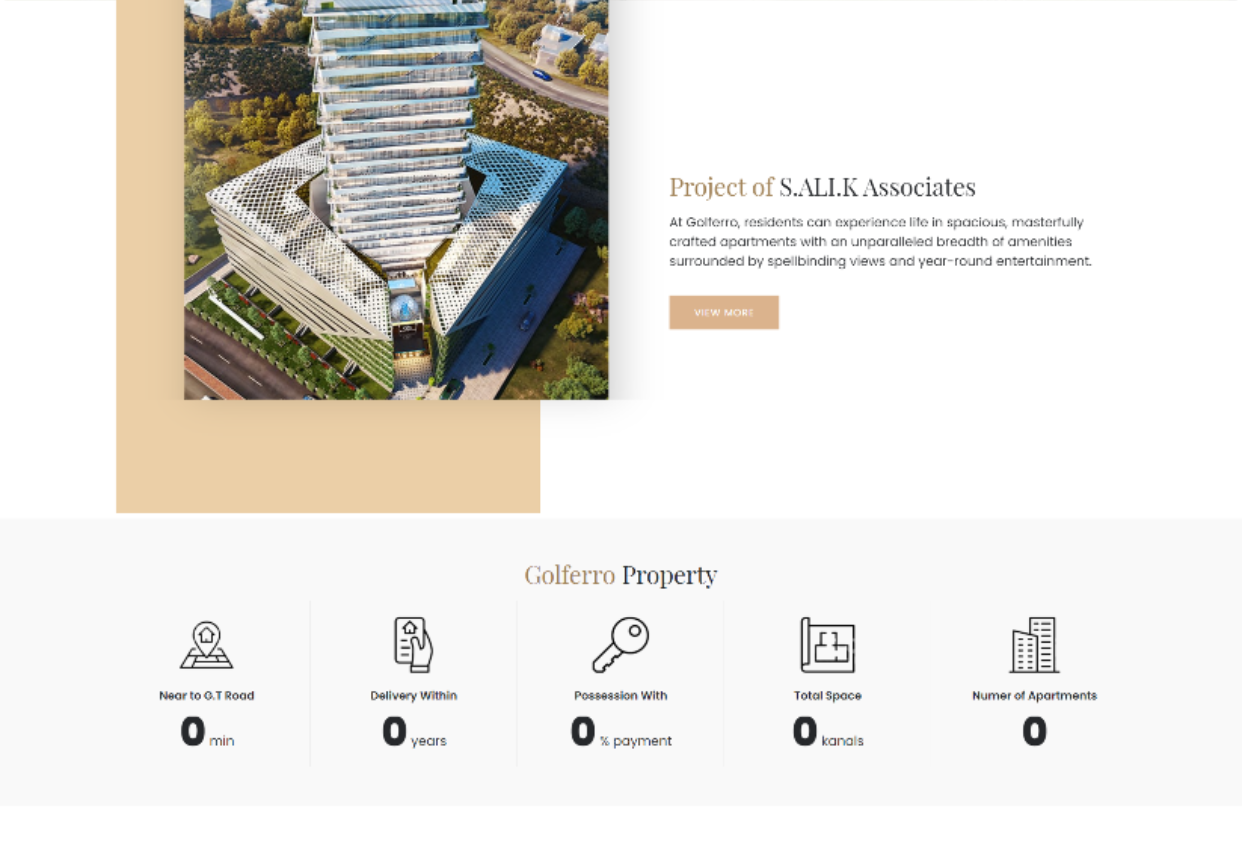 Project of S.ALI.K Associates
At Golferro, residents can experience life in spacious, masterfully
crafted apartments with an unparalleled breadth of amenities
surrounded by spellbinding views and year-round entertainment.
VIEW MORE
Golferro Property
Near to G.T Road
0 min
Delivery Within
0 years
Possession With
0 % payment
Total Space
0 kanals
Numer of Apartments
0